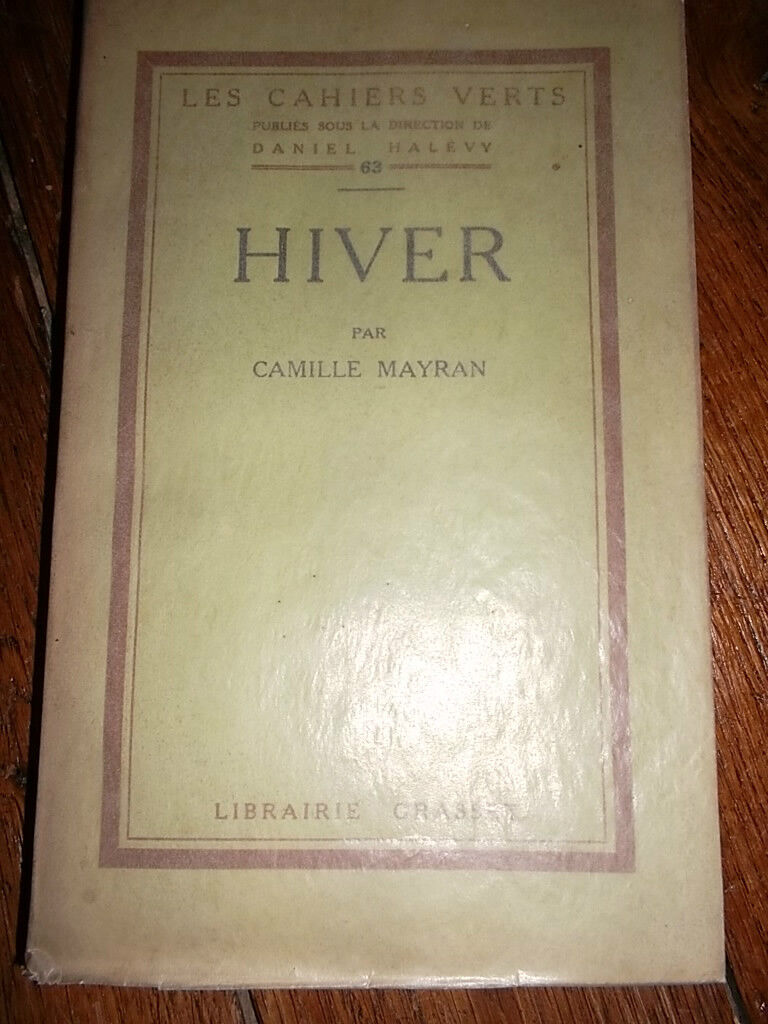 LES CAHIERS VERTS
PUBLIÉS SOUS LA DIRECTION DE
DANIEL HALÉVY
63
HIVER
PAR
CAMILLE MAYRAN
LIBRAIRIE GRASSET